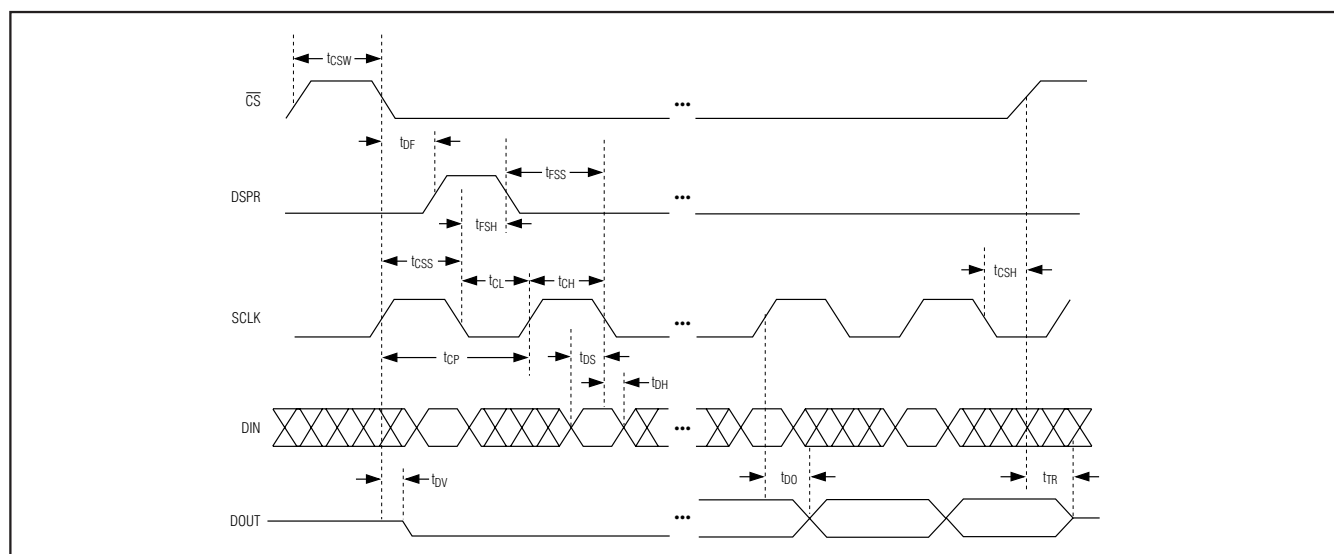 tCSW
CS
•••
tDF
tFSS
DSPR
•••
tFSH
tCSS
tCSH
tCL
tCH
SCLK
•••
tCP
tDS
tDH
DIN
•••
tDV
tDO
tTR
DOUT
•••